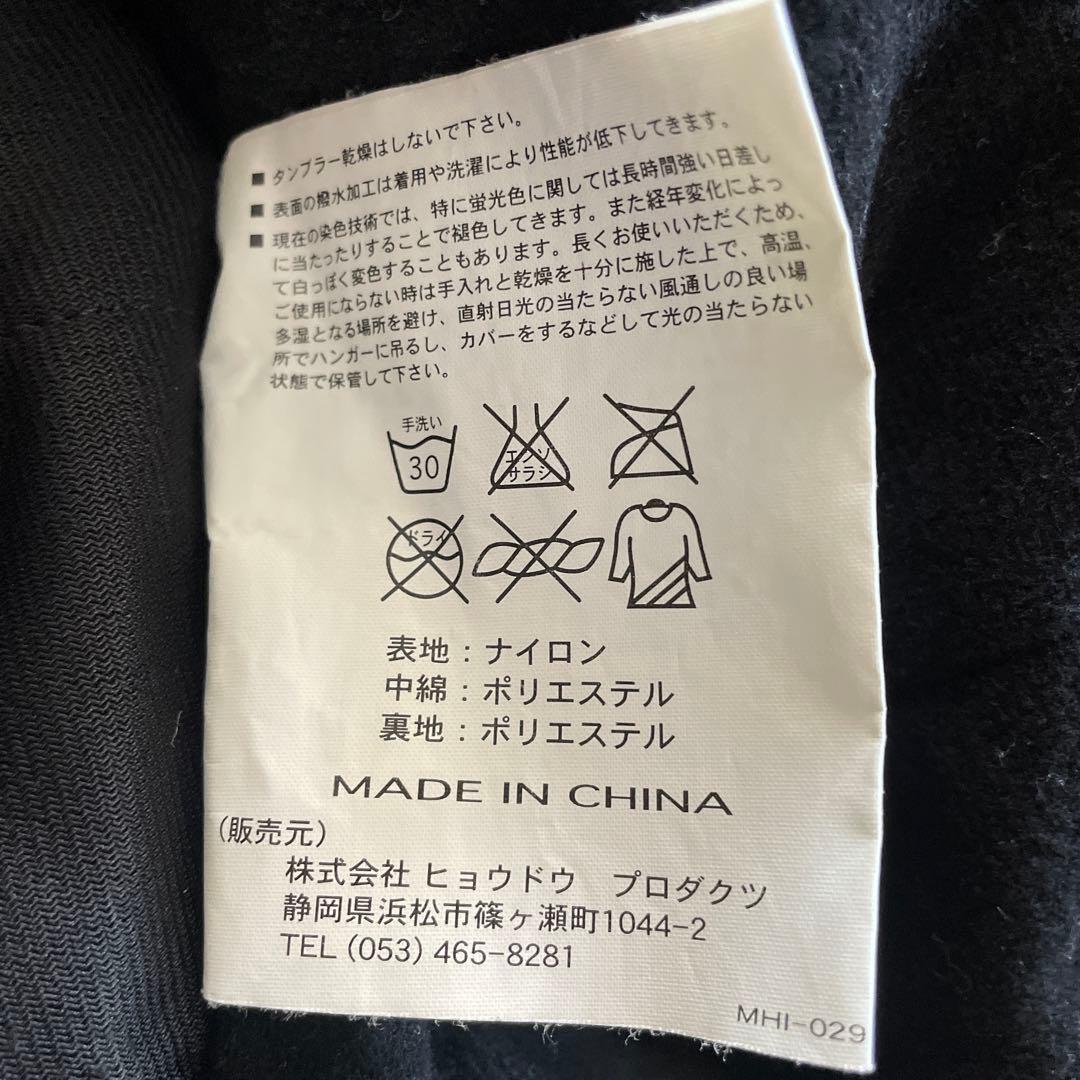 ■ タンブラー乾燥はしないで下さい。
■ 表面の撥水加工は着用や洗濯により性能が低下してきます。
■ 現在の染色技術では、特に蛍光色に関しては長時間強い日差し
に当たったりすることで褪色してきます。また経年変化によっ
て白っぽく変色することもあります。長くお使いいただくため、
ご使用にならない時は手入れと乾燥を十分に施した上で、高温、
多湿となる場所を避け、直射日光の当たらない風通しの良い場
所でハンガーに吊るし、カバーをするなどして光の当たらない
状態で保管して下さい。
手洗い
30
エンソ
サラシ
ドライ
表地：ナイロン
中綿：ポリエステル
裏地：ポリエステル
MADE IN CHINA
(販売元)
株式会社 ヒョウドウ　プロダクツ
静岡県浜松市篠ヶ瀬町1044-2
TEL (053) 465-8281
MHI-029